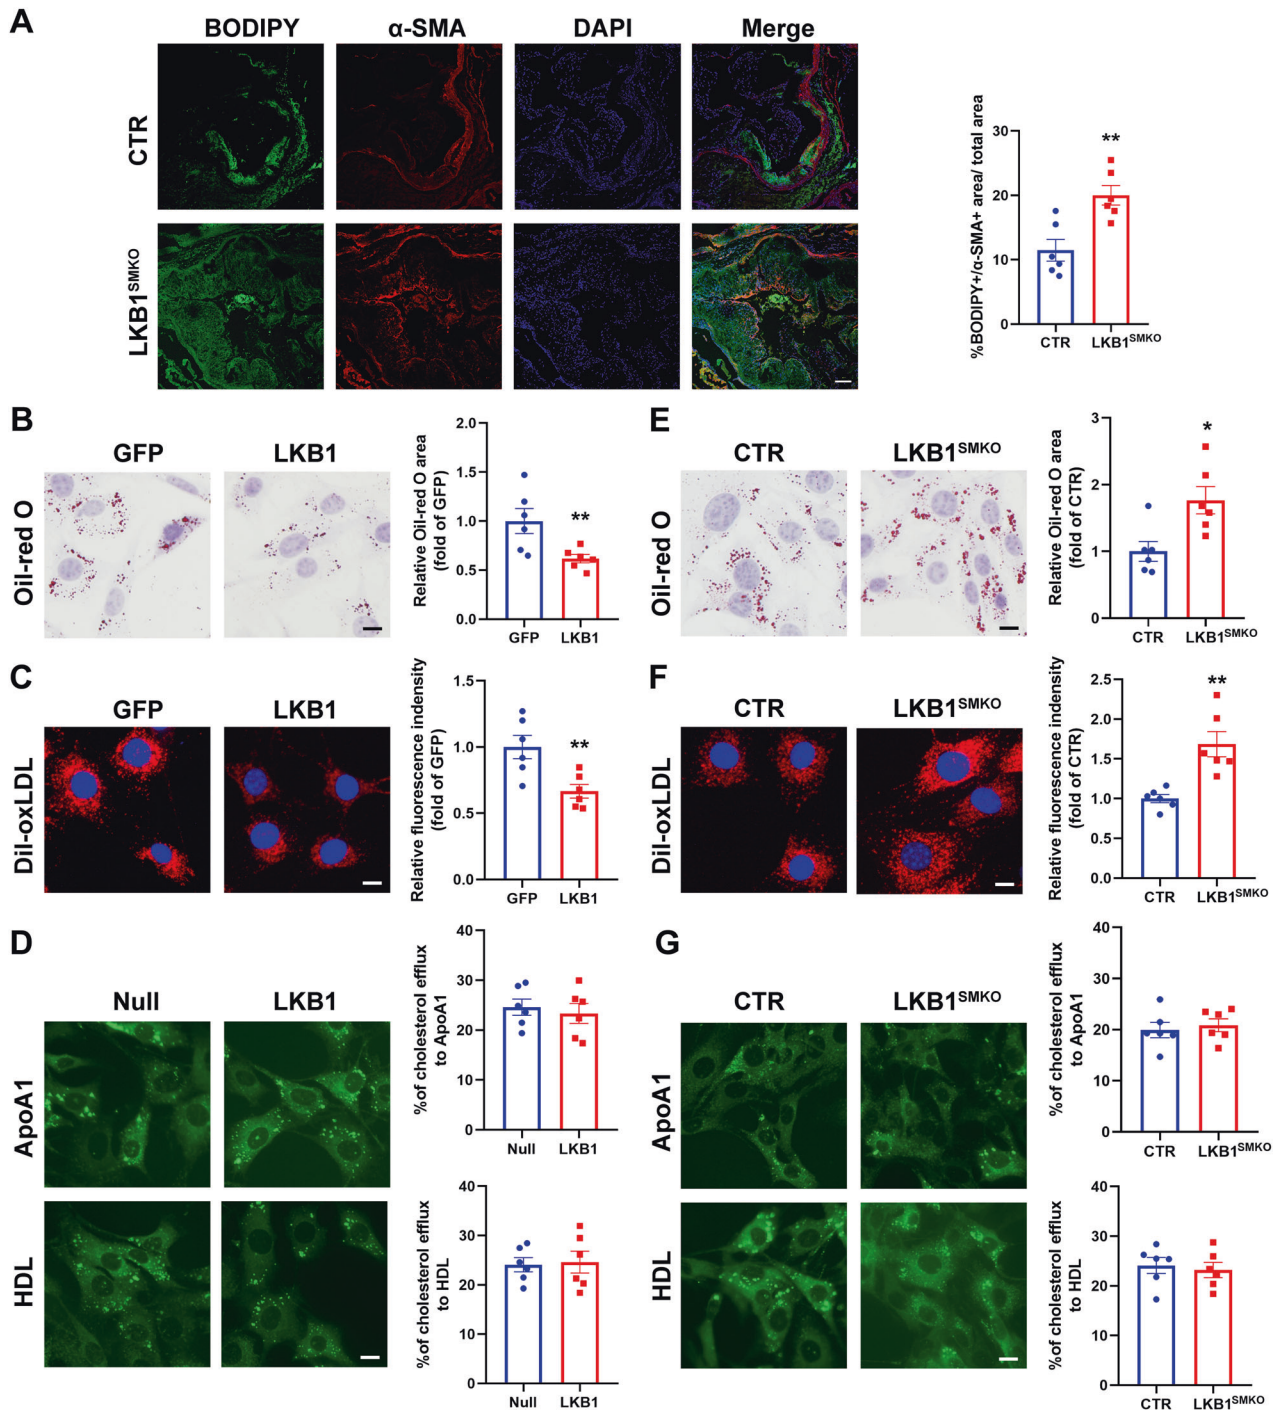 A
BODIPY α-SMA DAPI Merge
CTR
LKB1SMKO
%BODIPY+/α-SMA+ area/ total area
30
20
10
0
**
CTR LKB1SMKO
B
GFP LKB1
Oil-red O
Relative Oil-red O area
(fold of GFP)
2.0
1.5
1.0
0.5
0.0
**
GFP LKB1
E
CTR LKB1SMKO
Oil-red O
Relative Oil-red O area
(fold of CTR)
3
2
1
0
*
CTR LKB1SMKO
C
GFP LKB1
Dil-oxLDL
Relative fluorescence indensity
(fold of GFP)
1.5
1.0
0.5
0.0
**
GFP LKB1
F
CTR LKB1SMKO
Dil-oxLDL
Relative fluorescence indensity
(fold of CTR)
2.5
2.0
1.5
1.0
0.5
0.0
**
CTR LKB1SMKO
D
Null LKB1
ApoA1
HDL
%of cholesterol efflux
to ApoA1
40
30
20
10
0
Null LKB1
%of cholesterol efflux
to HDL
40
30
20
10
0
Null LKB1
G
CTR LKB1SMKO
ApoA1
HDL
%of cholesterol efflux
to ApoA1
40
30
20
10
0
CTR LKB1SMKO
%of cholesterol efflux
to HDL
40
30
20
10
0
CTR LKB1SMKO